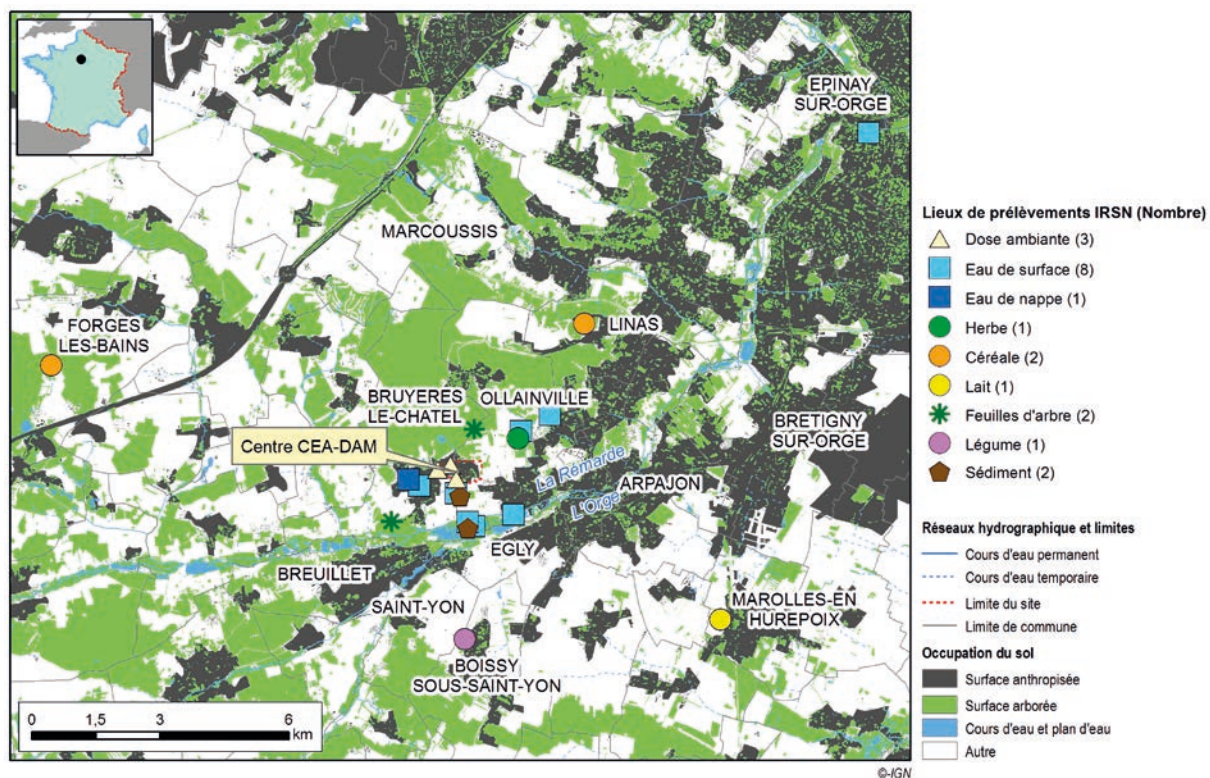 EPINAY
SUR-ORGE
MARCOUSSIS
FORGES
LES-BAINS
LINAS
BRUYERES
LE-CHATEL
OLLAINVILLE
BRETIGNY
SUR-ORGE
Centre CEA-DAM
La Rémarde
ARPAJON
L'Orge
EGLY
BREUILLET
SAINT-YON
MAROLLES-EN
HUREPOIX
BOISSY
SOUS-SAINT-YON
0 1,5 3 6
km
Lieux de prélèvements IRSN (Nombre)
Dose ambiante (3)
Eau de surface (8)
Eau de nappe (1)
Herbe (1)
Céréale (2)
Lait (1)
Feuilles d'arbre (2)
Légume (1)
Sédiment (2)
Réseaux hydrographique et limites
Cours d'eau permanent
Cours d'eau temporaire
Limite du site
Limite de commune
Occupation du sol
Surface anthropisée
Surface arborée
Cours d'eau et plan d'eau
Autre
©-IGN